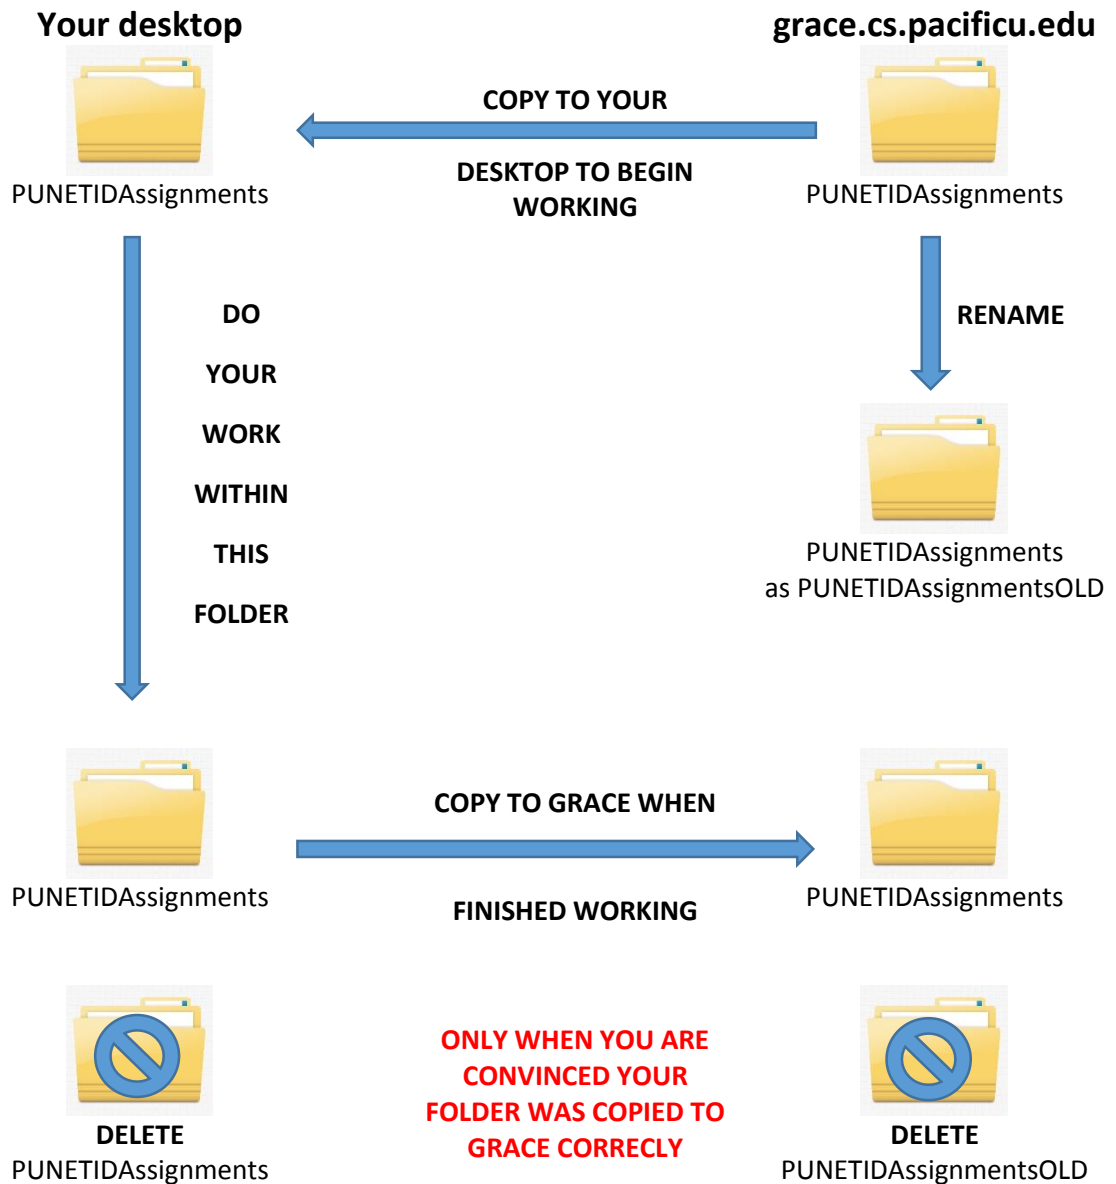 Your desktop
grace.cs.pacificu.edu
COPY TO YOUR
DESKTOP TO BEGIN
WORKING
PUNETIDAssignments
PUNETIDAssignments
DO
YOUR
WORK
WITHIN
THIS
FOLDER
RENAME
PUNETIDAssignments
as PUNETIDAssignmentsOLD
COPY TO GRACE WHEN
FINISHED WORKING
PUNETIDAssignments
PUNETIDAssignments
ONLY WHEN YOU ARE
CONVINCED YOUR
FOLDER WAS COPIED TO
GRACE CORRECLY
DELETE
PUNETIDAssignments
DELETE
PUNETIDAssignmentsOLD